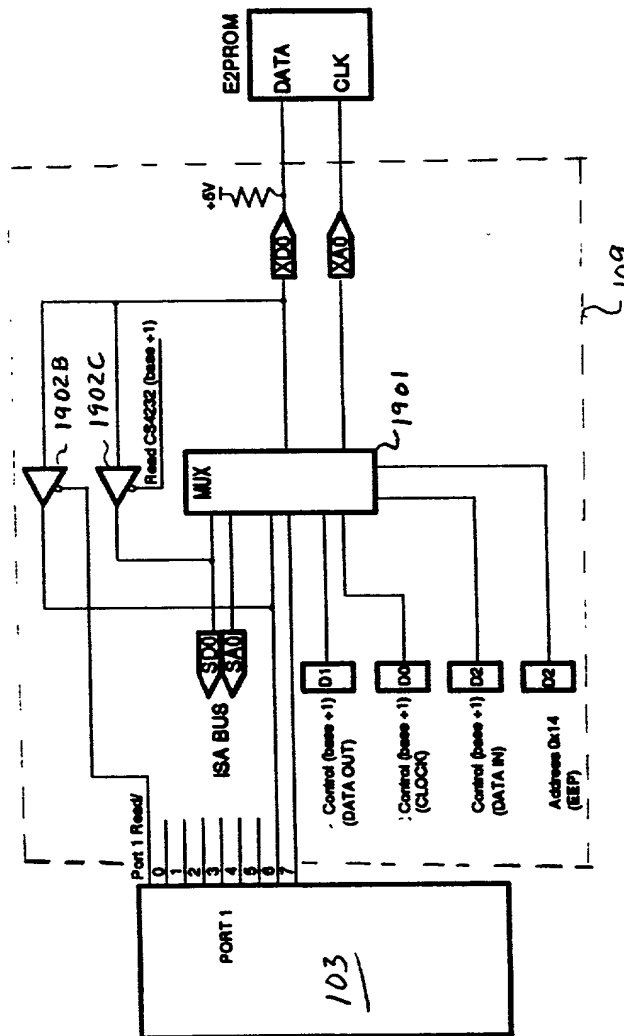 E2PROM
DATA
CLK
+5V
XD0
XA0
1902B
1902C
Read CS4232 (base +1)
MUX
1901
SD0
SA0
ISA BUS
D1
Control (base +1)
(DATA OUT)
D0
Control (base +1)
(CLOCK)
D2
Control (base +1)
(DATA IN)
D2
Address 0x14
(EEP)
Port 1 Read/
0
1
2
3
4
5
6
7
PORT1
103
109